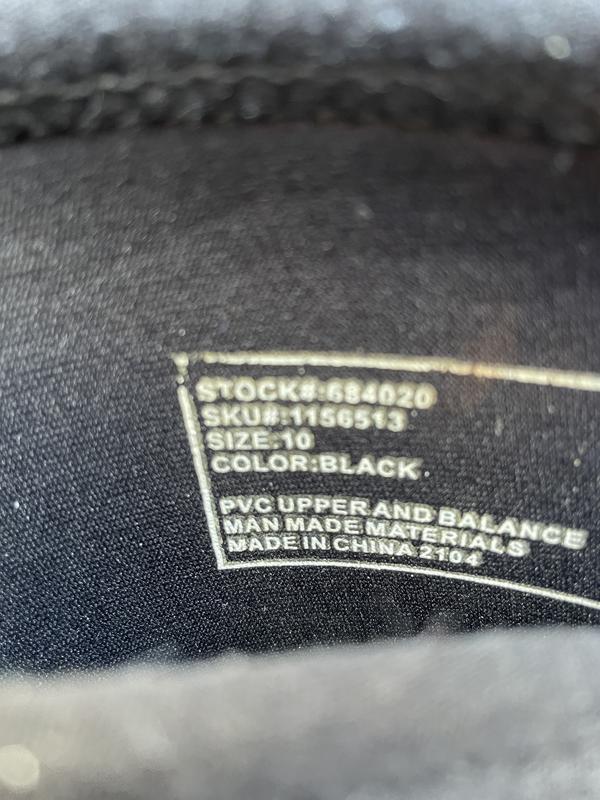 STOCK#:684020
SKU#:1156513
SIZE:10
COLOR:BLACK
PVC UPPER AND BALANCE
MAN MADE MATERIALS
MADE IN CHINA 2104